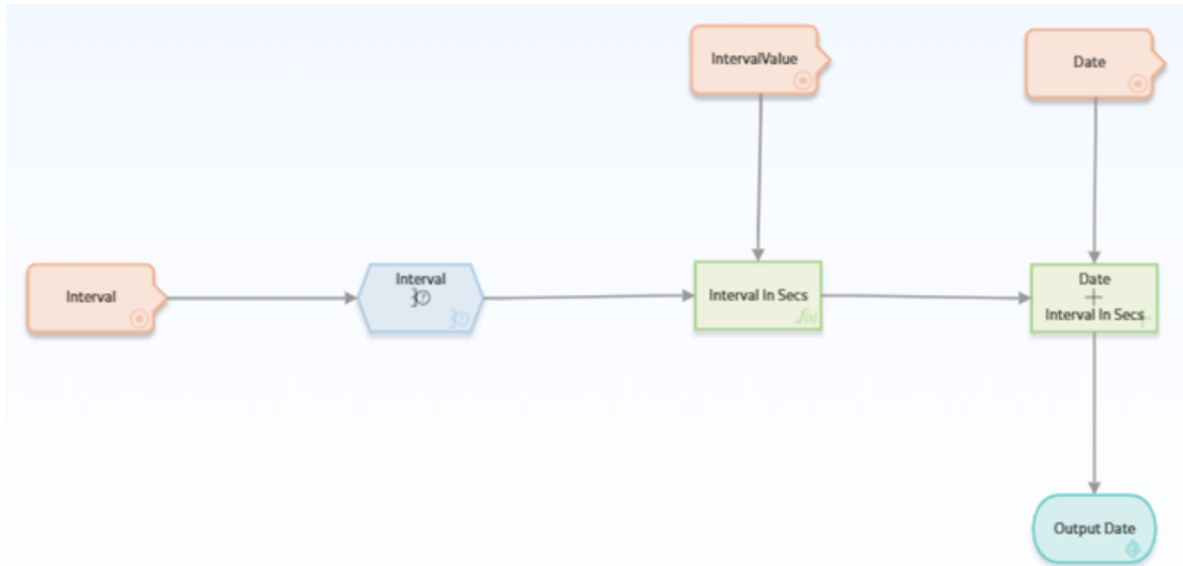 IntervalValue
Date
Interval
Interval
Interval In Secs
f(x)
Date
+
Interval In Secs
Output Date